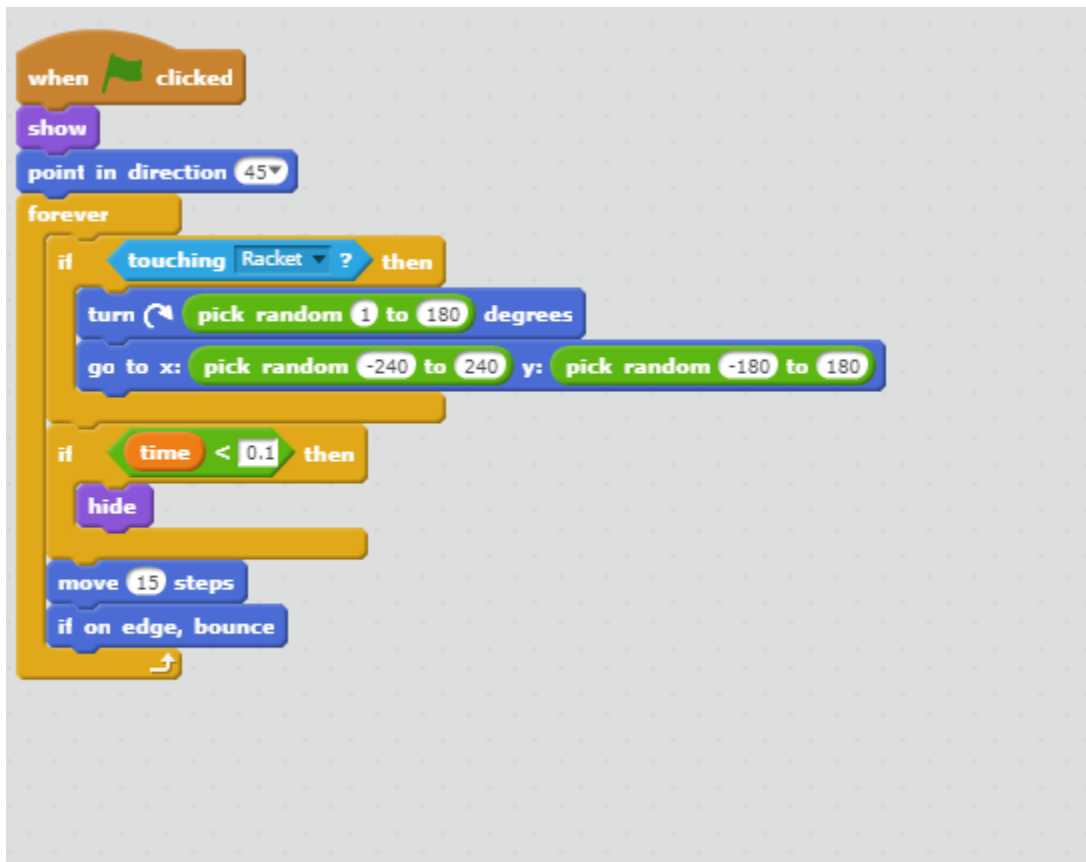 when clicked
show
point in direction 45
forever
if touching Racket ? then
turn pick random 1 to 180 degrees
go to x: pick random -240 to 240 y: pick random -180 to 180
if time < 0.1 then
hide
move 15 steps
if on edge, bounce